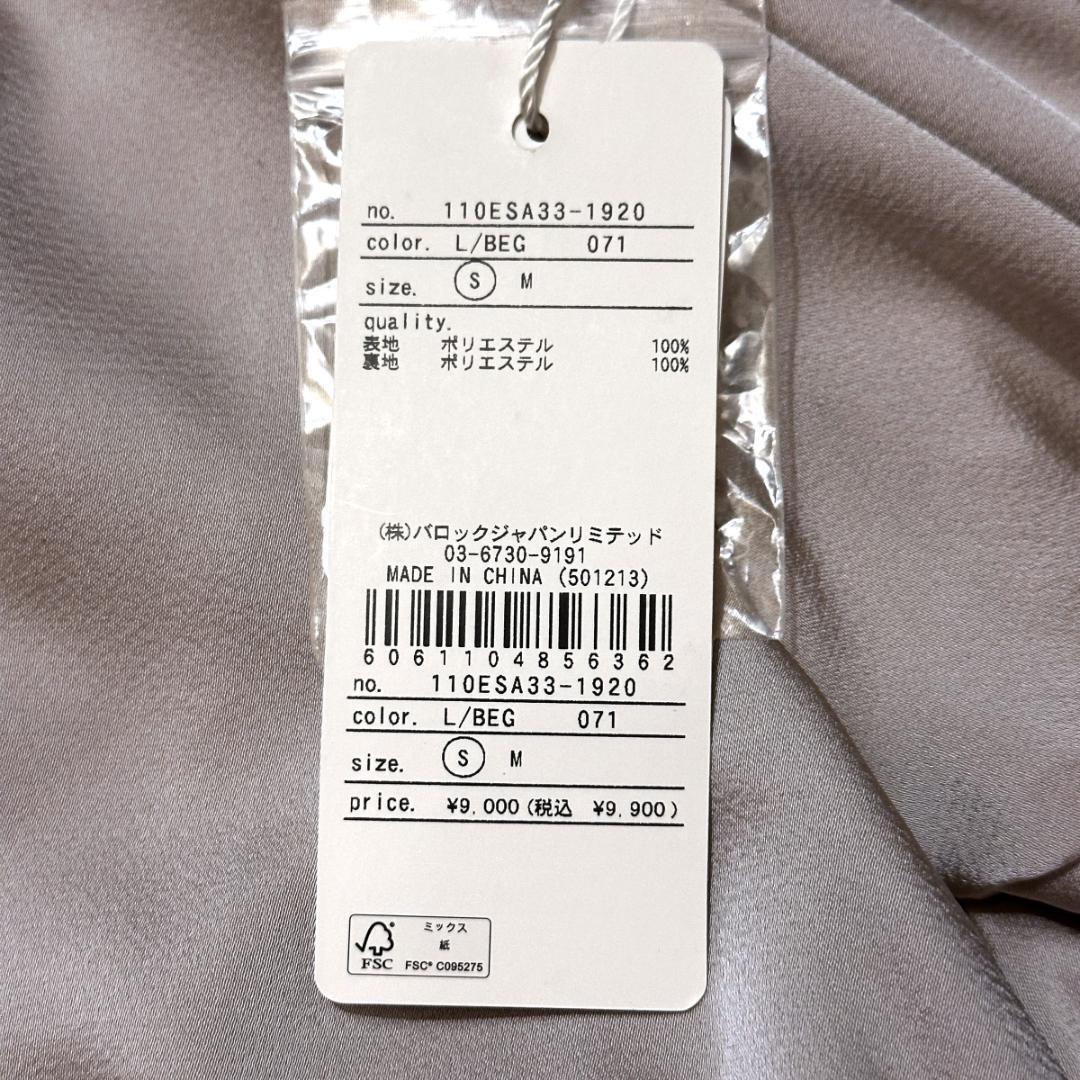 no. 110ESA33-1920
color. L/BEG 071
size. S M
quality.
表地 ポリエステル 100%
裏地 ポリエステル 100%
(株)バロックジャパンリミテッド
03-6730-9191
MADE IN CHINA (501213)
6061104856362
no. 110ESA33-1920
color. L/BEG 071
size. S M
price. ¥9,000(税込 ¥9,900)
ミックス
紙
FSC FSC® C095275